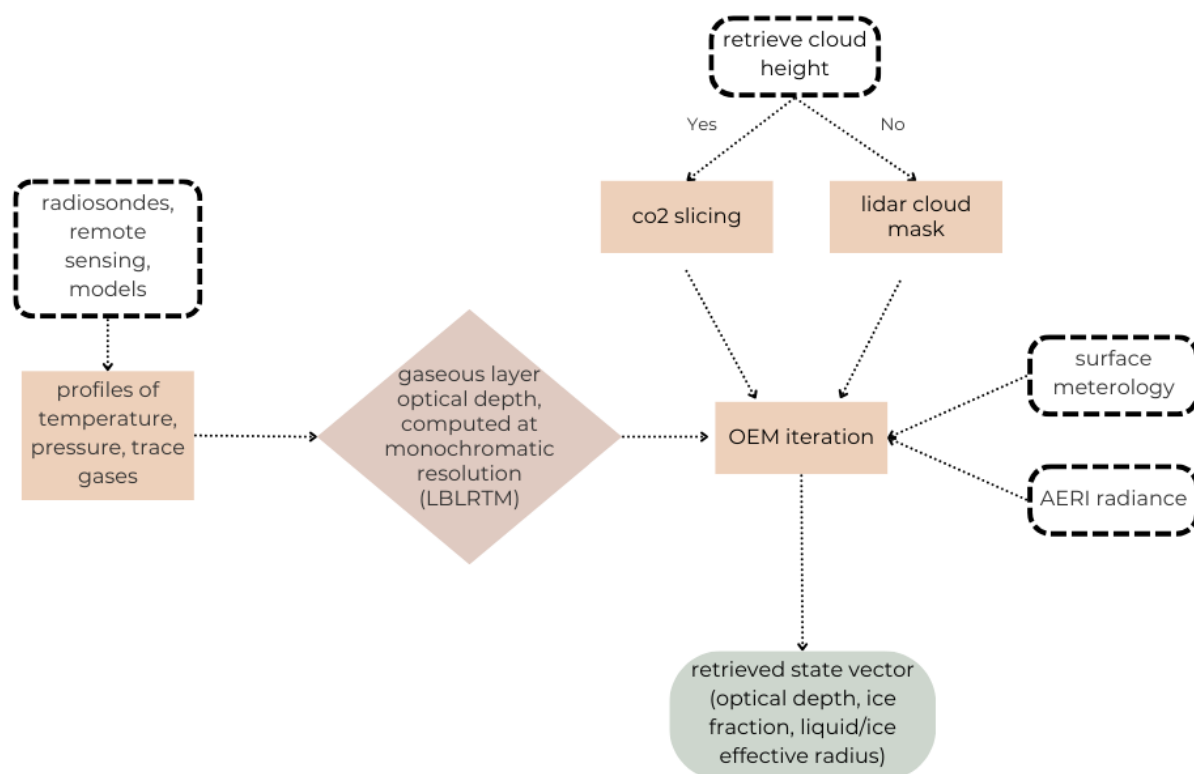 retrieve cloud
height
Yes
No
co2 slicing
lidar cloud
mask
radiosondes,
remote
sensing,
models
profiles of
temperature,
pressure, trace
gases
gaseous layer
optical depth,
computed at
monochromatic
resolution
(LBLRTM)
OEM iteration
surface
meterology
AERI radiance
retrieved state vector
(optical depth, ice
fraction, liquid/ice
effective radius)